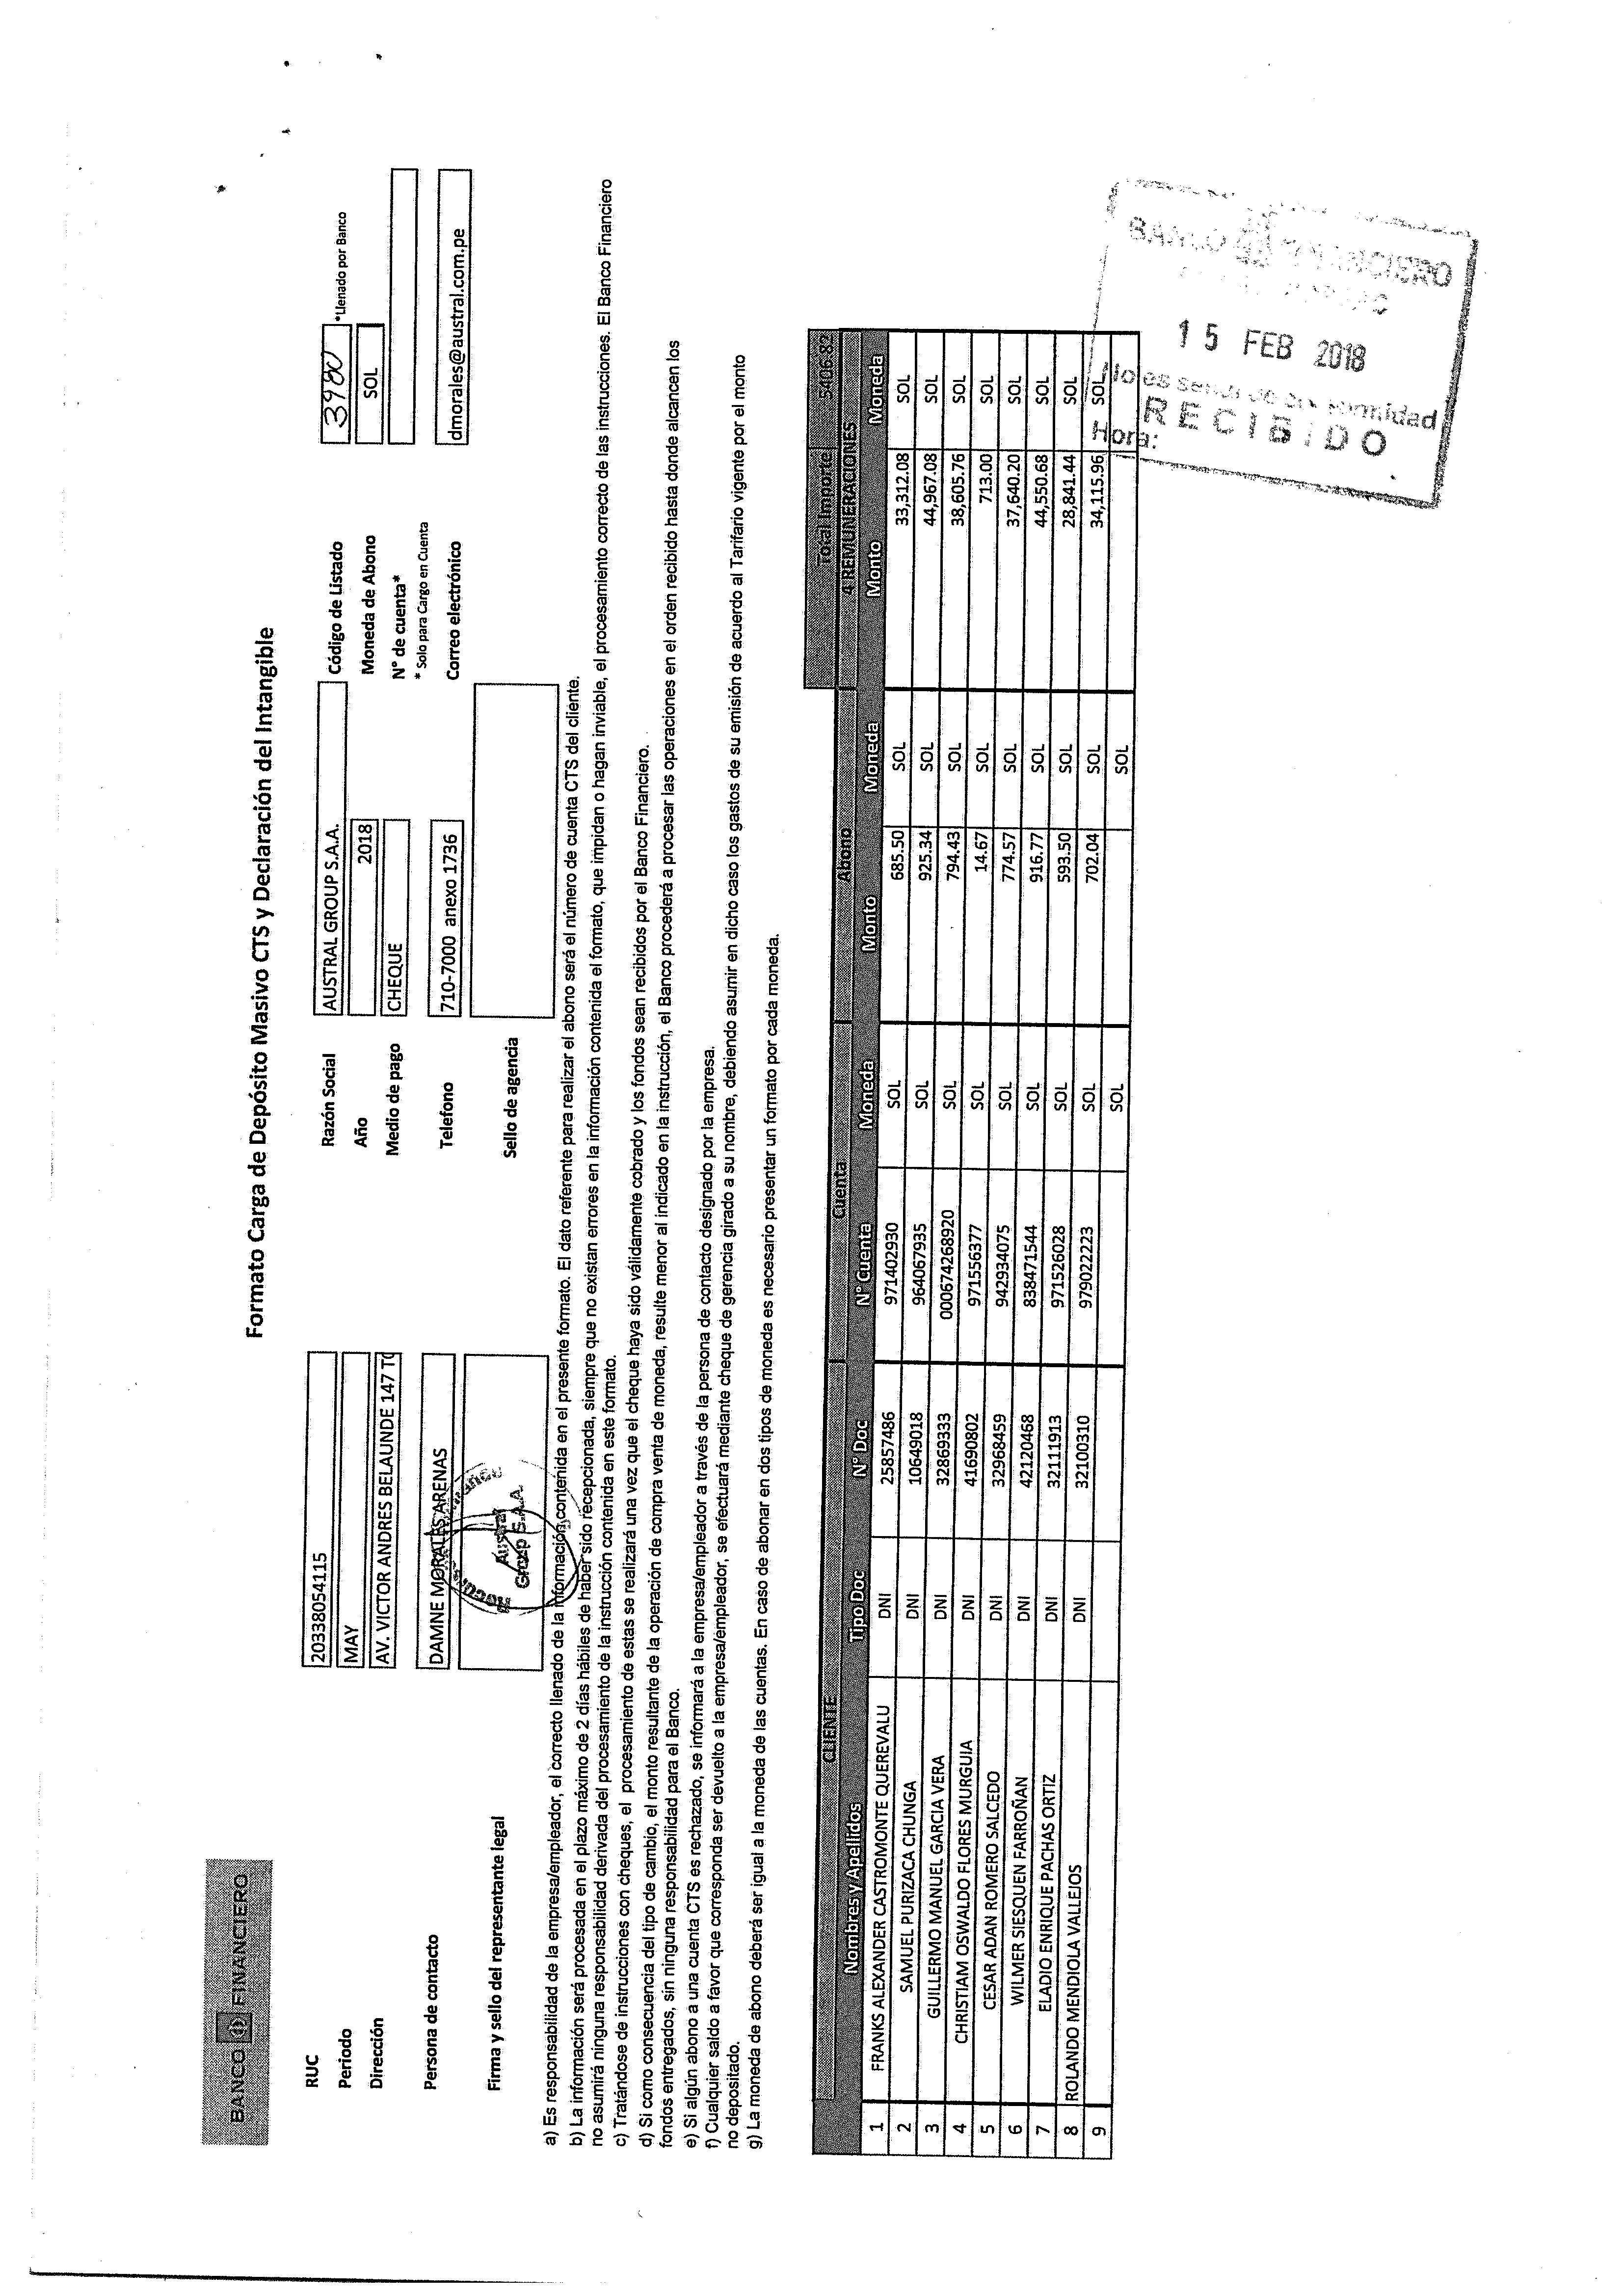 BANCO FINANCIERO
Formato Carga de Depósito Masivo CTS y Declaración del Intangible
RUC 20338054115 Razón Social AUSTRAL GROUP S.A.A. Código de Listado 3980 *Llenado por Banco
Periodo MAY Año 2018 Moneda de Abono SOL
Dirección AV. VICTOR ANDRES BELAUNDE 147 TO Medio de pago CHEQUE N° de cuenta*
* Solo para Cargo en Cuenta
Persona de contacto DAMNE MORALES ARENAS Telefono 710-7000 anexo 1736 Correo electrónico dmorales@austral.com.pe
Firma y sello del representante legal Austral Group S.A.A. Sello de agencia
a) Es responsabilidad de la empresa/empleador, el correcto llenado de la información contenida en el presente formato. El dato referente para realizar el abono será el número de cuenta CTS del cliente.
b) La información será procesada en el plazo máximo de 2 días hábiles de haber sido recepcionada, siempre que no existan errores en la información contenida el formato, que impidan o hagan inviable, el procesamiento correcto de las instrucciones. El Banco Financiero
no asumirá ninguna responsabilidad derivada del procesamiento de la instrucción contenida en este formato.
c) Tratándose de instrucciones con cheques, el procesamiento de estas se realizará una vez que el cheque haya sido válidamente cobrado y los fondos sean recibidos por el Banco Financiero.
d) Si como consecuencia del tipo de cambio, el monto resultante de la operación de compra venta de moneda, resulte menor al indicado en la instrucción, el Banco procederá a procesar las operaciones en el orden recibido hasta donde alcancen los
fondos entregados, sin ninguna responsabilidad para el Banco.
e) Si algún abono a una cuenta CTS es rechazado, se informará a la empresa/empleador a través de la persona de contacto designado por la empresa.
f) Cualquier saldo a favor que corresponda ser devuelto a la empresa/empleador, se efectuará mediante cheque de gerencia girado a su nombre, debiendo asumir en dicho caso los gastos de su emisión de acuerdo al Tarifario vigente por el monto
no depositado.
g) La moneda de abono deberá ser igual a la moneda de las cuentas. En caso de abonar en dos tipos de moneda es necesario presentar un formato por cada moneda.
Total Importe 5406.82
CLIENTE Cuenta Abono 4 REMUNERACIONES
Nombres y Apellidos Tipo Doc N° Doc N° Cuenta Moneda Monto Moneda Monto Moneda
1 FRANKS ALEXANDER CASTROMONTE QUEREVALU DNI 25857486 971402930 SOL 685.50 SOL 33,312.08 SOL
2 SAMUEL PURIZACA CHUNGA DNI 10649018 964067935 SOL 925.34 SOL 44,967.08 SOL
3 GUILLERMO MANUEL GARCIA VERA DNI 32869333 000674268920 SOL 794.43 SOL 38,605.76 SOL
4 CHRISTIAM OSWALDO FLORES MURGUIA DNI 41690802 971556377 SOL 14.67 SOL 713.00 SOL
5 CESAR ADAN ROMERO SALCEDO DNI 32968459 942934075 SOL 774.57 SOL 37,640.20 SOL
6 WILMER SIESQUEN FARROÑAN DNI 42120468 838471544 SOL 916.77 SOL 44,550.68 SOL
7 ELADIO ENRIQUE PACHAS ORTIZ DNI 32111913 971526028 SOL 593.50 SOL 28,841.44 SOL
8 ROLANDO MENDIOLA VALLEJOS DNI 32100310 979022223 SOL 702.04 SOL 34,115.96 SOL
9 SOL SOL
BANCO FINANCIERO
15 FEB 2018
No es señal de conformidad
RECIBIDO
Hora: